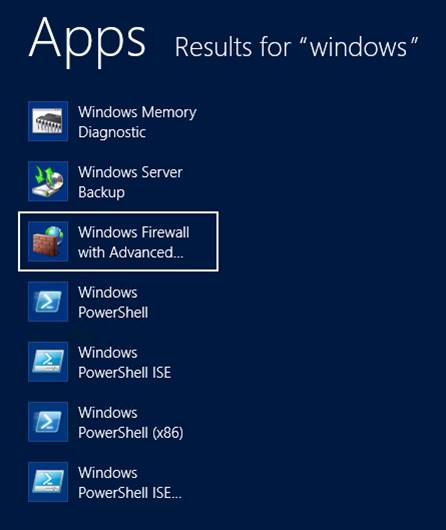 Apps Results for “windows”
Windows Memory
Diagnostic
Windows Server
Backup
Windows Firewall
with Advanced...
Windows
PowerShell
Windows
PowerShell ISE
Windows
PowerShell (x86)
Windows
PowerShell ISE...